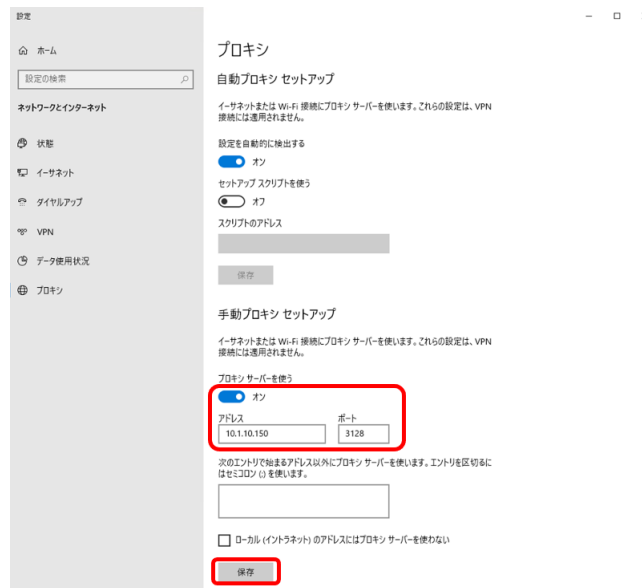 設定
ホーム
設定の検索
ネットワークとインターネット
状態
イーサネット
ダイヤルアップ
VPN
データ使用状況
プロキシ
プロキシ
自動プロキシ セットアップ
イーサネットまたは Wi-Fi 接続にプロキシ サーバーを使います。これらの設定は、VPN
接続には適用されません。
設定を自動的に検出する
オン
セットアップ スクリプトを使う
オフ
スクリプトのアドレス
保存
手動プロキシ セットアップ
イーサネットまたは Wi-Fi 接続にプロキシ サーバーを使います。これらの設定は、VPN
接続には適用されません。
プロキシ サーバーを使う
オン
アドレス ポート
10.1.10.150 3128
次のエントリで始まるアドレス以外にプロキシ サーバーを使います。エントリを区切るに
はセミコロン (;) を使います。
ローカル (イントラネット) のアドレスにはプロキシ サーバーを使わない
保存